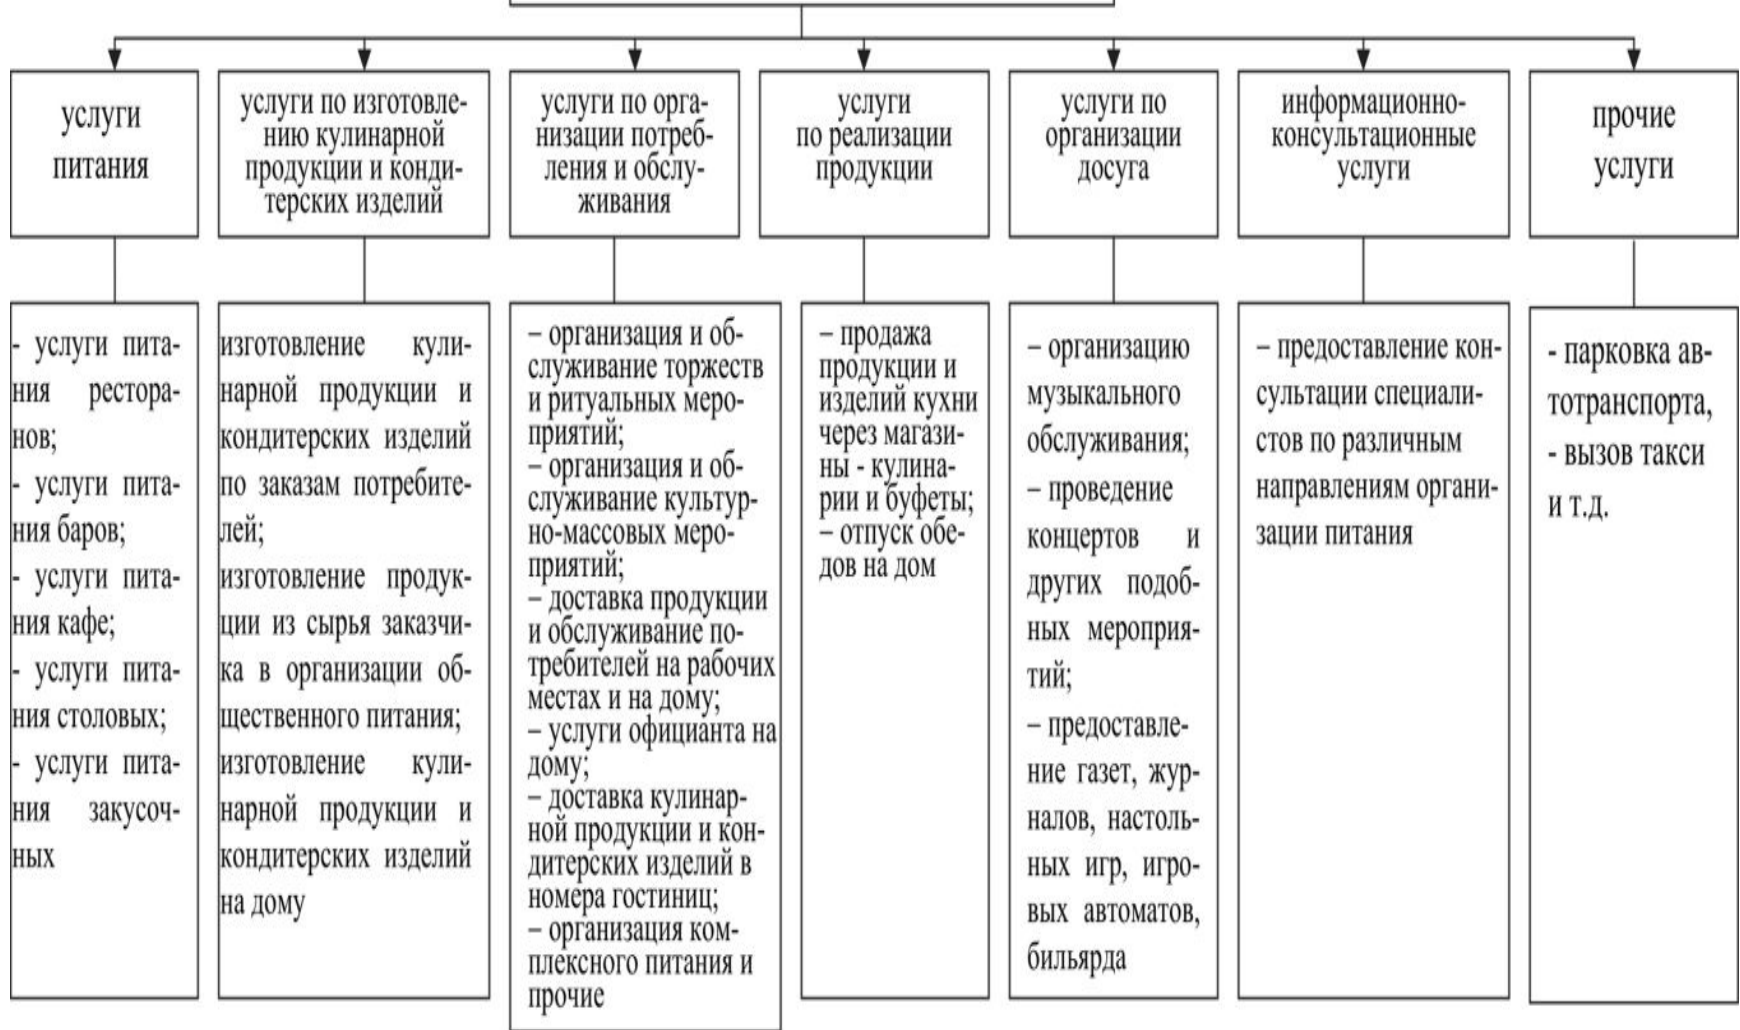 услуги
питания
услуги по изготовле-
нию кулинарной
продукции и конди-
терских изделий
услуги по орга-
низации потреб-
ления и обслу-
живания
услуги
по реализации
продукции
услуги по
организации
досуга
информационно-
консультационные
услуги
прочие
услуги
- услуги пита-
ния рестора-
нов;
- услуги пита-
ния баров;
- услуги пита-
ния кафе;
- услуги пита-
ния столовых;
- услуги пита-
ния закусоч-
ных
изготовление кули-
нарной продукции и
кондитерских изделий
по заказам потребите-
лей;
изготовление продук-
ции из сырья заказчи-
ка в организации об-
щественного питания;
изготовление кули-
нарной продукции и
кондитерских изделий
на дому
– организация и об-
служивание торжеств
и ритуальных меро-
приятий;
– организация и об-
служивание культур-
но-массовых меро-
приятий;
– доставка продукции
и обслуживание по-
требителей на рабочих
местах и на дому;
– услуги официанта на
дому;
– доставка кулинар-
ной продукции и кон-
дитерских изделий в
номера гостиниц;
– организация ком-
плексного питания и
прочие
– продажа
продукции и
изделий кухни
через магази-
ны - кулина-
рии и буфеты;
– отпуск обе-
дов на дом
– организацию
музыкального
обслуживания;
– проведение
концертов и
других подоб-
ных мероприя-
тий;
– предоставле-
ние газет, жур-
налов, настоль-
ных игр, игро-
вых автоматов,
бильярда
– предоставление кон-
сультации специали-
стов по различным
направлениям органи-
зации питания
- парковка ав-
тотранспорта,
- вызов такси
и т.д.